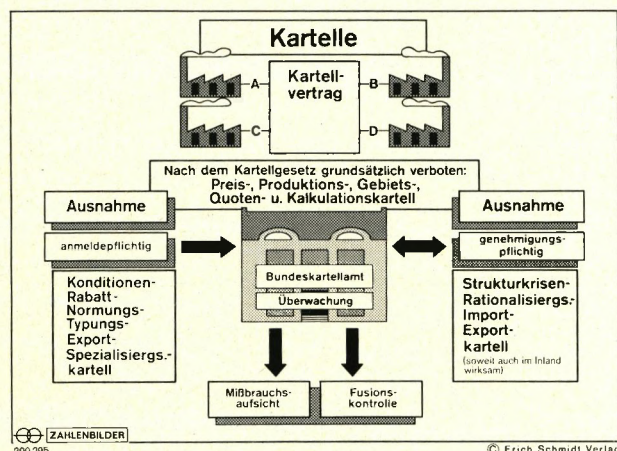 Kartelle
A
Kartell-
vertrag
B
C
D
Nach dem Kartellgesetz grundsätzlich verboten:
Preis-, Produktions-, Gebiets-,
Quoten- u. Kalkulationskartell
Ausnahme
anmeldepflichtig
Konditionen-
Rabatt-
Normungs-
Typungs-
Export-
Spezialisiergs.-
kartell
Bundeskartellamt
Überwachung
Ausnahme
genehmigungs-
pflichtig
Strukturkrisen-
Rationalisiergs.-
Import-
Export-
kartell
(soweit auch im Inland
wirksam)
Mißbrauchs-
aufsicht
Fusions-
kontrolle
ZAHLENBILDER
200 295
© Erich Schmidt Verlag